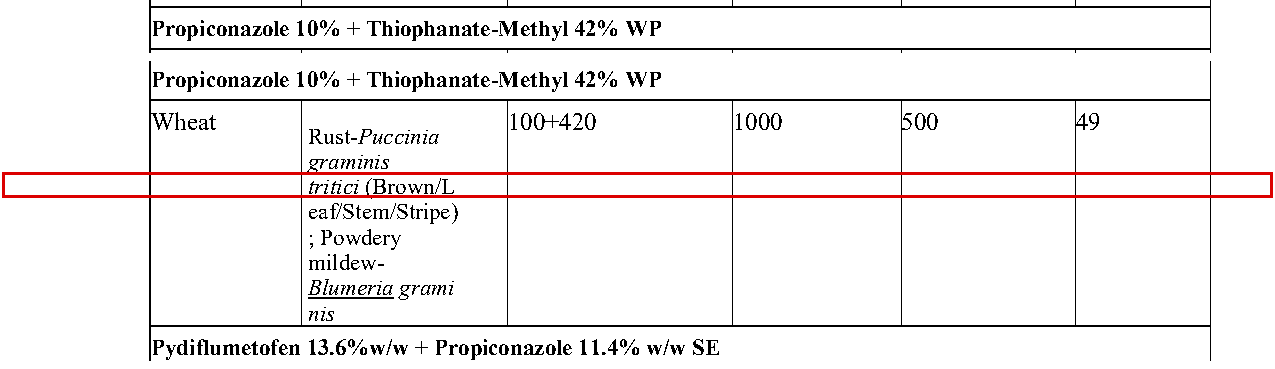 Propiconazole 10% + Thiophanate-Methyl 42% WP
Propiconazole 10% + Thiophanate-Methyl 42% WP
Wheat
Rust-Puccinia
graminis
tritici (Brown/L
eaf/Stem/Stripe)
; Powdery
mildew-
Blumeria grami
nis
100+420
1000
500
49
Pydiflumetofen 13.6%w/w + Propiconazole 11.4% w/w SE